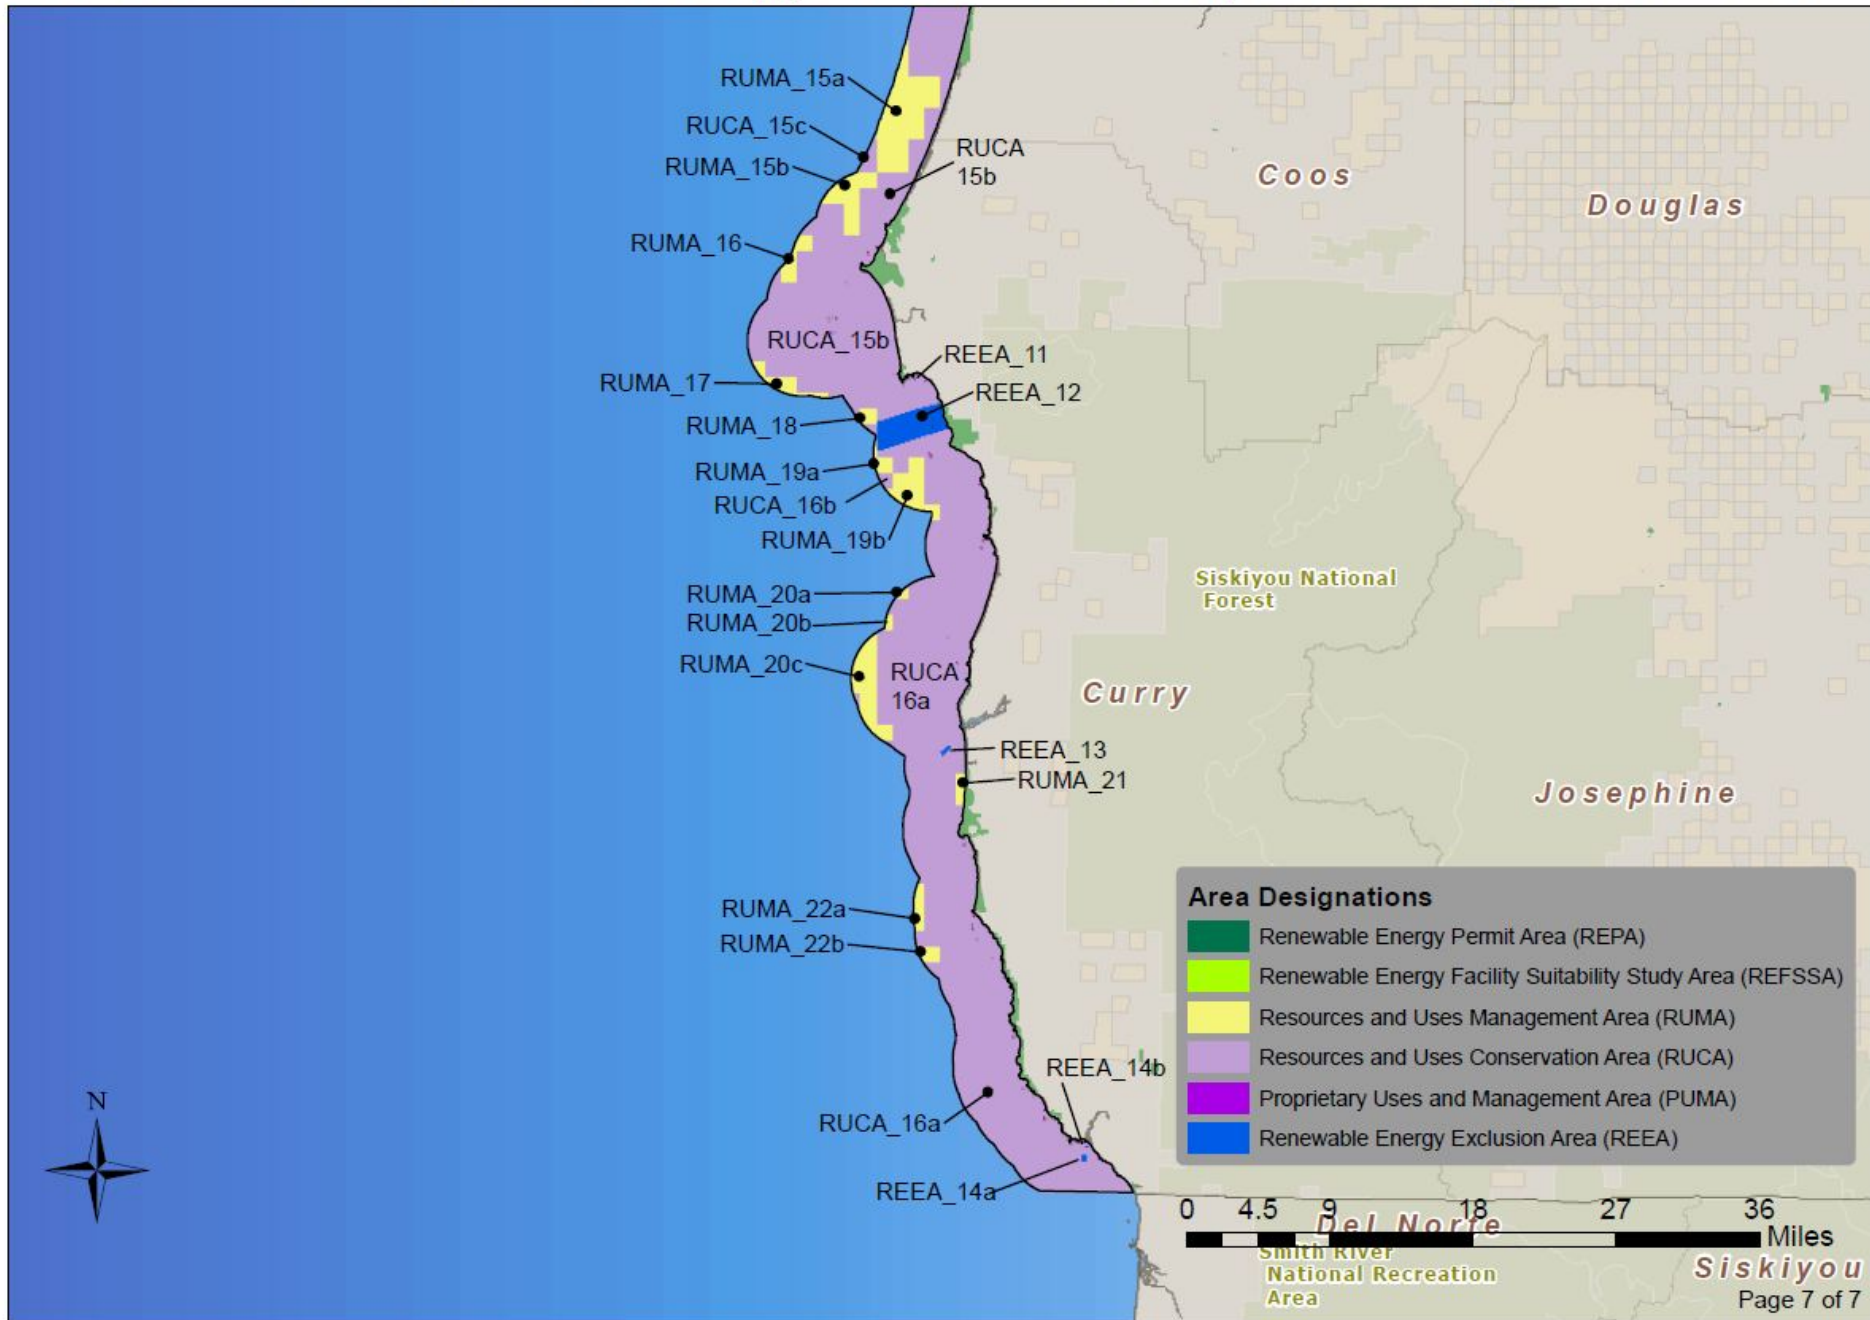 RUMA_15a
RUCA_15c
RUMA_15b
RUCA
15b
Coos
Douglas
RUMA_16
RUCA_15b
REEA_11
RUMA_17
REEA_12
RUMA_18
RUMA_19a
RUCA_16b
RUMA_19b
Siskiyou National
Forest
RUMA_20a
RUMA_20b
RUMA_20c
RUCA
16a
Curry
REEA_13
RUMA_21
Josephine
RUMA_22a
RUMA_22b
Area Designations
Renewable Energy Permit Area (REPA)
Renewable Energy Facility Suitability Study Area (REFSSA)
Resources and Uses Management Area (RUMA)
Resources and Uses Conservation Area (RUCA)
Proprietary Uses and Management Area (PUMA)
Renewable Energy Exclusion Area (REEA)
REEA_14b
RUCA_16a
REEA_14a
N
0 4.5 9 18 27 36
Miles
Del Norte
Smith River
National Recreation
Area
Siskiyou
Page 7 of 7